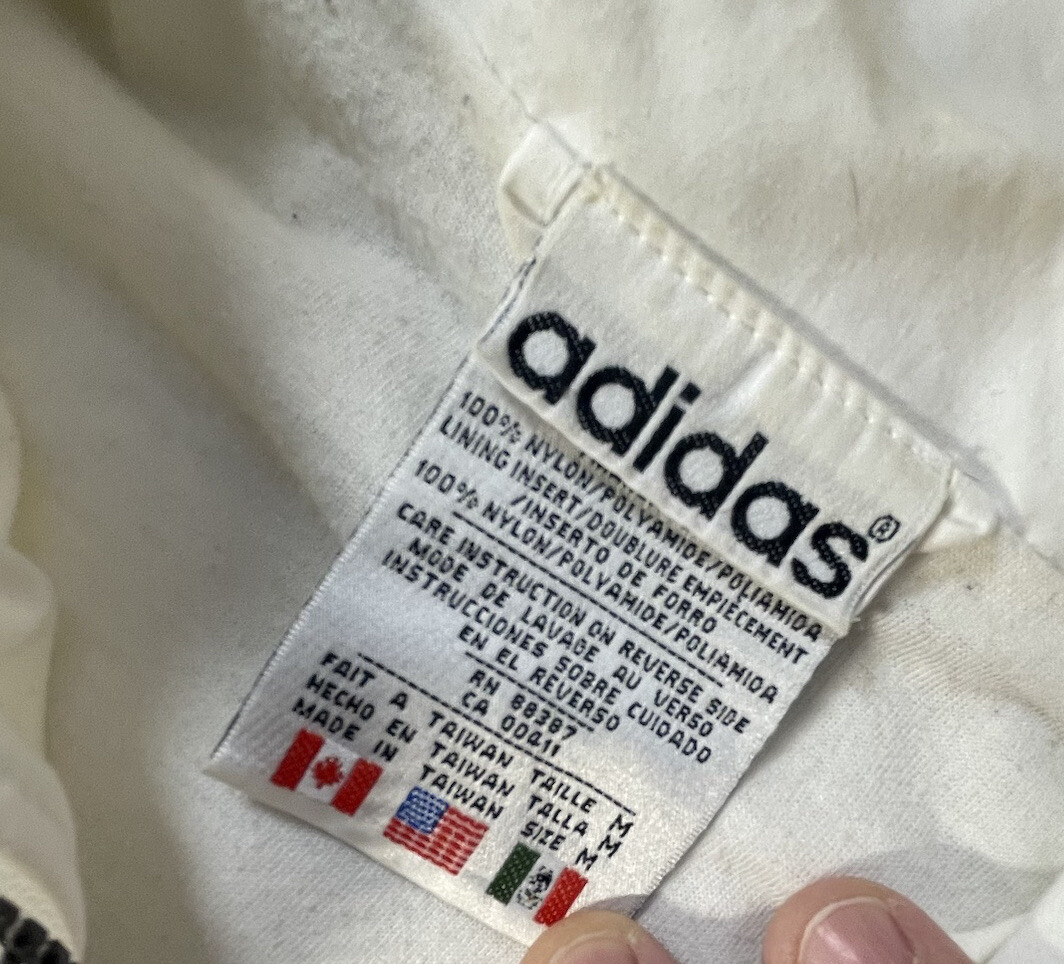 adidas®
100% NYLON/POLYAMIDE/POLIAMIDA
LINING INSERT/DOUBLURE EMPIÈCEMENT
/INSERTO DE FORRO
100% NYLON/POLYAMIDE/POLIAMIDA
CARE INSTRUCTION ON REVERSE SIDE
MODE DE LAVAGE AU VERSO
INSTRUCCIONES SOBRE CUIDADO
EN EL REVERSO
RN 88387
CA 00411
FAIT A TAIWAN TAILLE M
HECHO EN TAIWAN TALLA M
MADE IN TAIWAN SIZE M